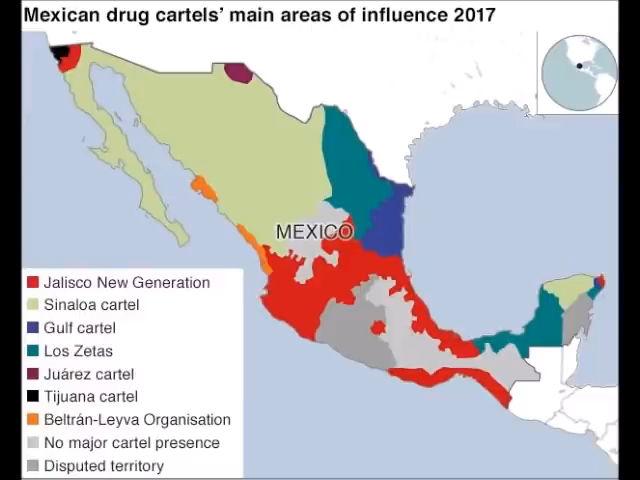 Mexican drug cartels' main areas of influence 2017
MEXICO
Jalisco New Generation
Sinaloa cartel
Gulf cartel
Los Zetas
Juárez cartel
Tijuana cartel
Beltrán-Leyva Organisation
No major cartel presence
Disputed territory